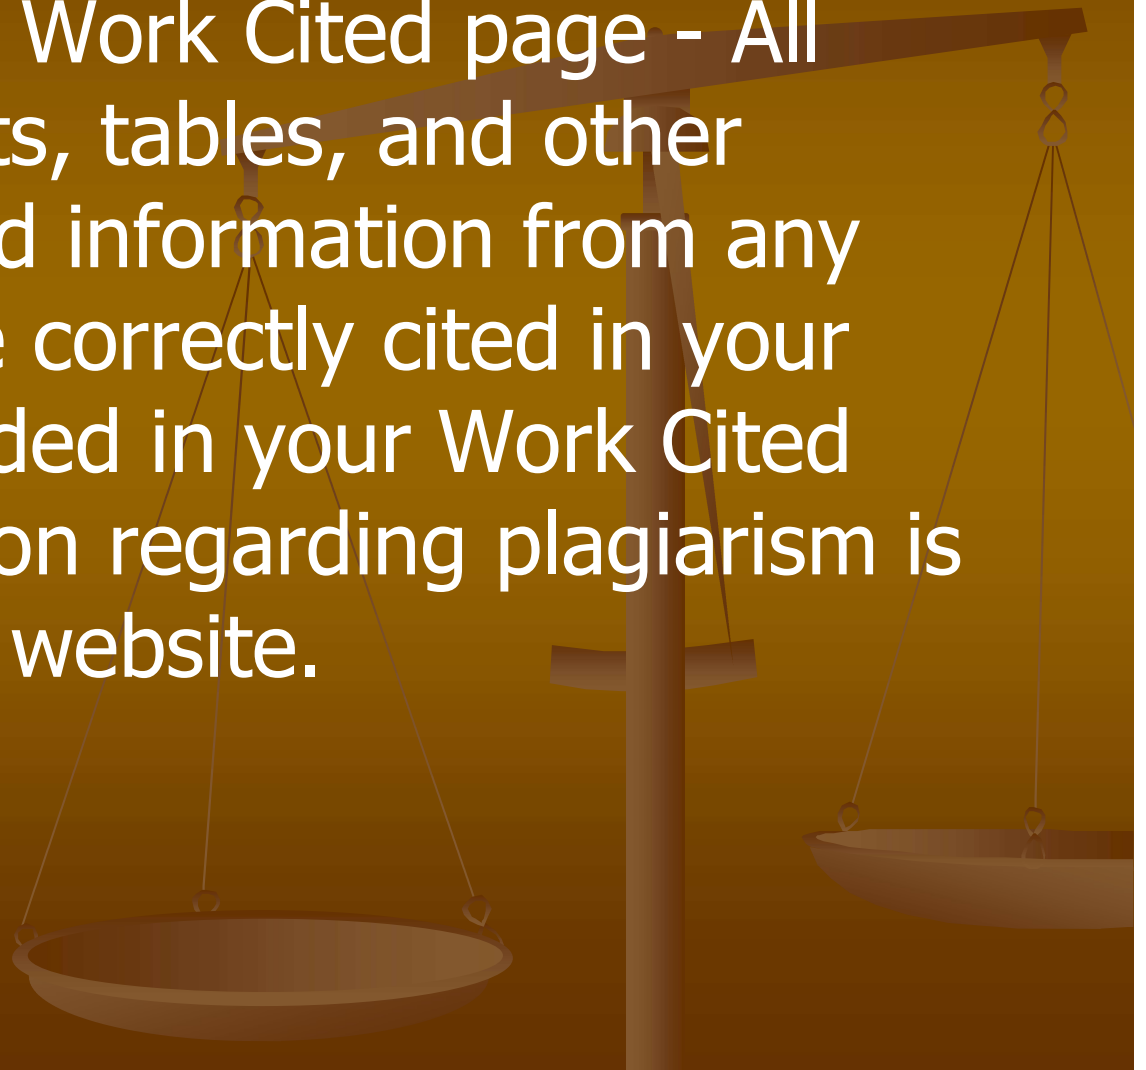 Work Cited page - All
ts, tables, and other
d information from any
e correctly cited in your
ded in your Work Cited
on regarding plagiarism is
website.